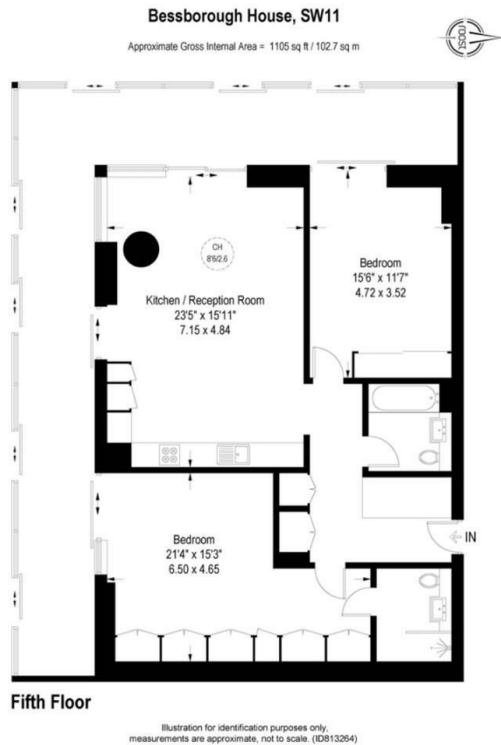 Bessborough House, SW11
Approximate Gross Internal Area = 1105 sq ft / 102.7 sq m
CH
8'6/2.6
Bedroom
15'6" x 11'7"
4.72 x 3.52
Kitchen / Reception Room
23'5" x 15'11"
7.15 x 4.84
IN
Bedroom
21'4" x 15'3"
6.50 x 4.65
Fifth Floor
Illustration for identification purposes only,
measurements are approximate, not to scale. (ID813264)